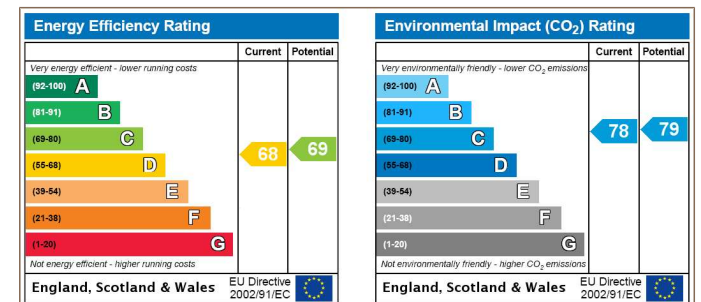 Energy Efficiency Rating
Current Potential
Very energy efficient - lower running costs
(92-100) A
(81-91) B
(69-80) C
(55-68) D
(39-54) E
(21-38) F
(1-20) G
68
69
Not energy efficient - higher running costs
England, Scotland & Wales
EU Directive
2002/91/EC
Environmental Impact (CO2) Rating
Current Potential
Very environmentally friendly - lower CO2 emissions
(92-100) A
(81-91) B
(69-80) C
(55-68) D
(39-54) E
(21-38) F
(1-20) G
78
79
Not environmentally friendly - higher CO2 emissions
England, Scotland & Wales
EU Directive
2002/91/EC